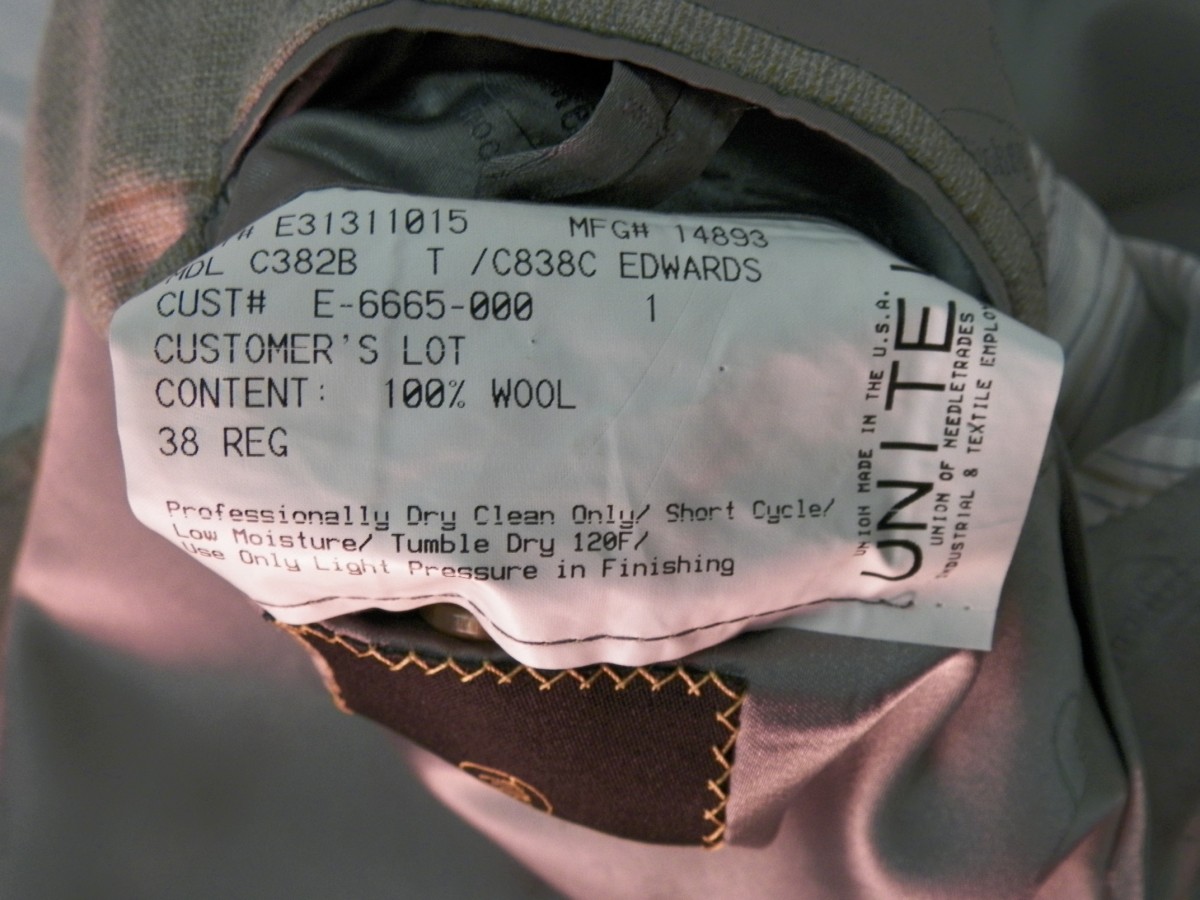 # E31311015 MFG# 14893
MDL C382B T /C838C EDWARDS
CUST# E-6665-000 1
CUSTOMER'S LOT
CONTENT: 100% WOOL
38 REG
Professionally Dry Clean Only/ Short Cycle/
Low Moisture/ Tumble Dry 120F/
Use Only Light Pressure in Finishing
UNION MADE IN THE U.S.A.
UNITE
UNION OF NEEDLETRADES
INDUSTRIAL & TEXTILE EMPLOY